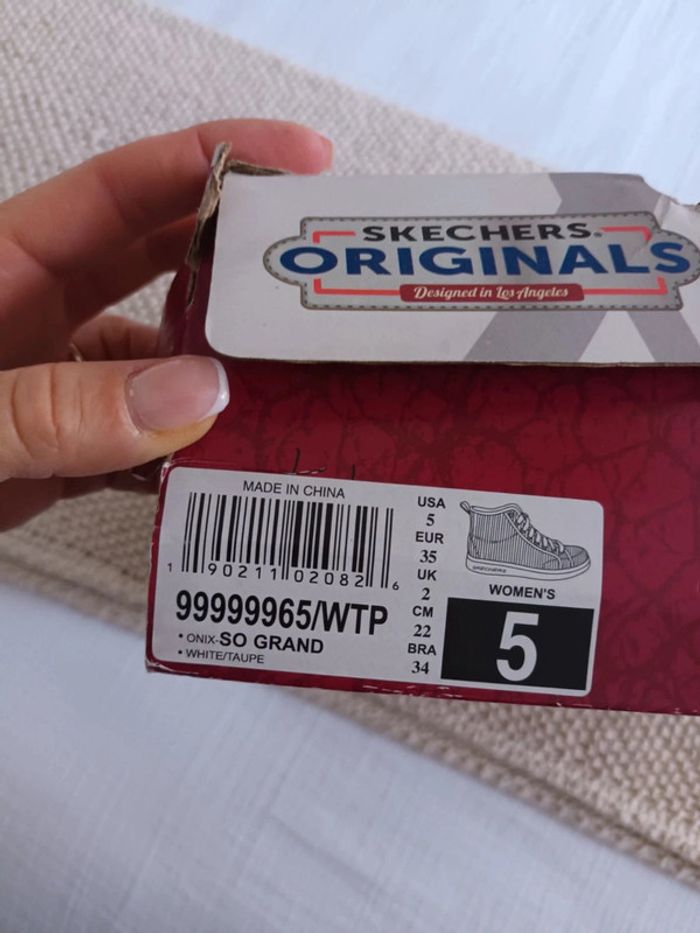 SKECHERS®
ORIGINALS
Designed in Los Angeles
MADE IN CHINA
1 90211 02082 6
99999965/WTP
• ONIX-SO GRAND
• WHITE/TAUPE
USA
5
EUR
35
UK
2
CM
22
BRA
34
SKECHERS
WOMEN'S
5